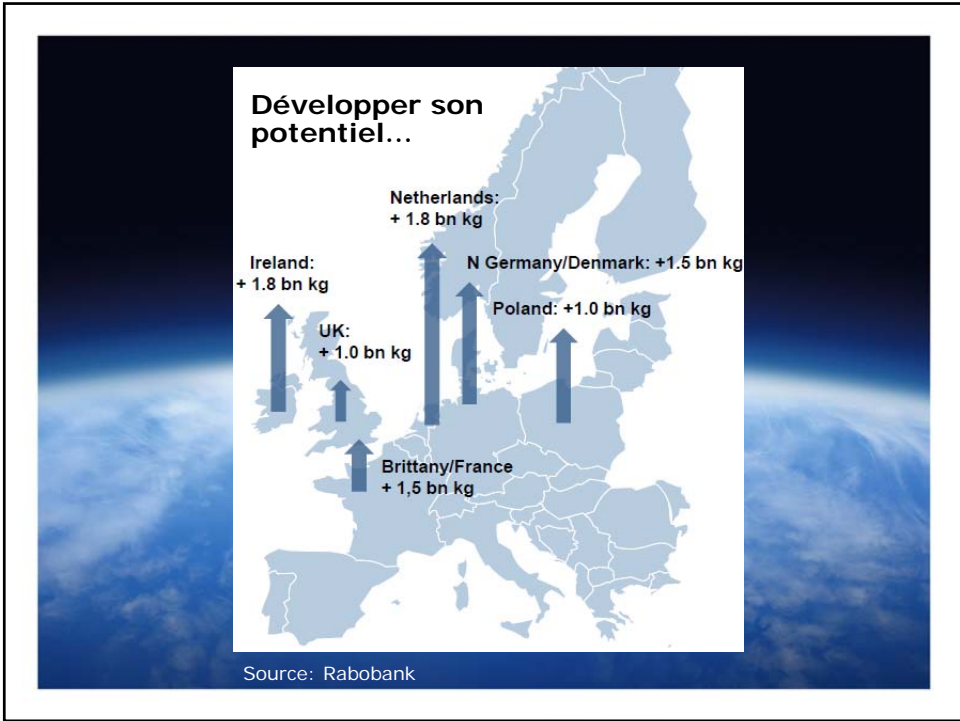 Développer son
potentiel...
Netherlands:
+ 1.8 bn kg
Ireland:
+ 1.8 bn kg
N Germany/Denmark: +1.5 bn kg
Poland: +1.0 bn kg
UK:
+ 1.0 bn kg
Brittany/France
+ 1,5 bn kg
Source: Rabobank